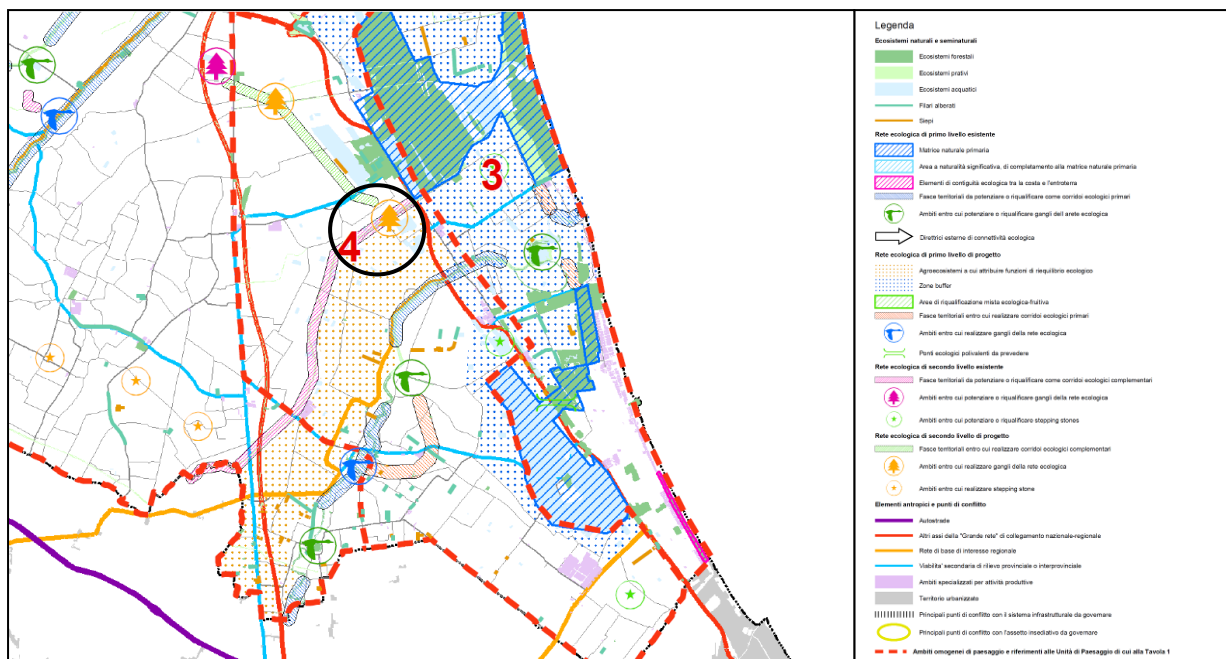 3
4
Legenda
Ecosistemi naturali e seminaturali
Ecosistemi forestali
Ecosistemi prativi
Ecosistemi acquatici
Filari alberati
Siepi
Rete ecologica di primo livello esistente
Matrice naturale primaria
Area a naturalità significativa, di completamento alla matrice naturale primaria
Elementi di contiguità ecologica tra la costa e l'entroterra
Fasce territoriali da potenziare o riqualificare come corridoi ecologici primari
Ambiti entro cui potenziare o riqualificare gangli dell arete ecologica
Direttrici esterne di connettività ecologica
Rete ecologica di primo livello di progetto
Agroecosistemi a cui attribuire funzioni di riequilibrio ecologico
Zone buffer
Aree di riqualificazione mista ecologica-fruitiva
Fasce territoriali entro cui realizzare corridoi ecologici primari
Ambiti entro cui realizzare gangli della rete ecologica
Ponti ecologici polivalenti da prevedere
Rete ecologica di secondo livello esistente
Fasce territoriali da potenziare o riqualificare come corridoi ecologici complementari
Ambiti entro cui potenziare o riqualificare gangli della rete ecologica
Ambiti entro cui potenziare o riqualificare stepping stones
Rete ecologica di secondo livello di progetto
Fasce territoriali entro cui realizzare corridoi ecologici complementari
Ambiti entro cui realizzare gangli della rete ecologica
Ambiti entro cui realizzare stepping stone
Elementi antropici e punti di conflitto
Autostrade
Altri assi della "Grande rete" di collegamento nazionale-regionale
Rete di base di interesse regionale
Viabilita' secondaria di rilievo provinciale o interprovinciale
Ambiti specializzati per attività produttive
Territorio urbanizzato
Principali punti di conflitto con il sistema infrastrutturale da governare
Principali punti di conflitto con l'assetto insediativo da governare
Ambiti omogenei di paesaggio e riferimenti alle Unità di Paesaggio di cui alla Tavola 1